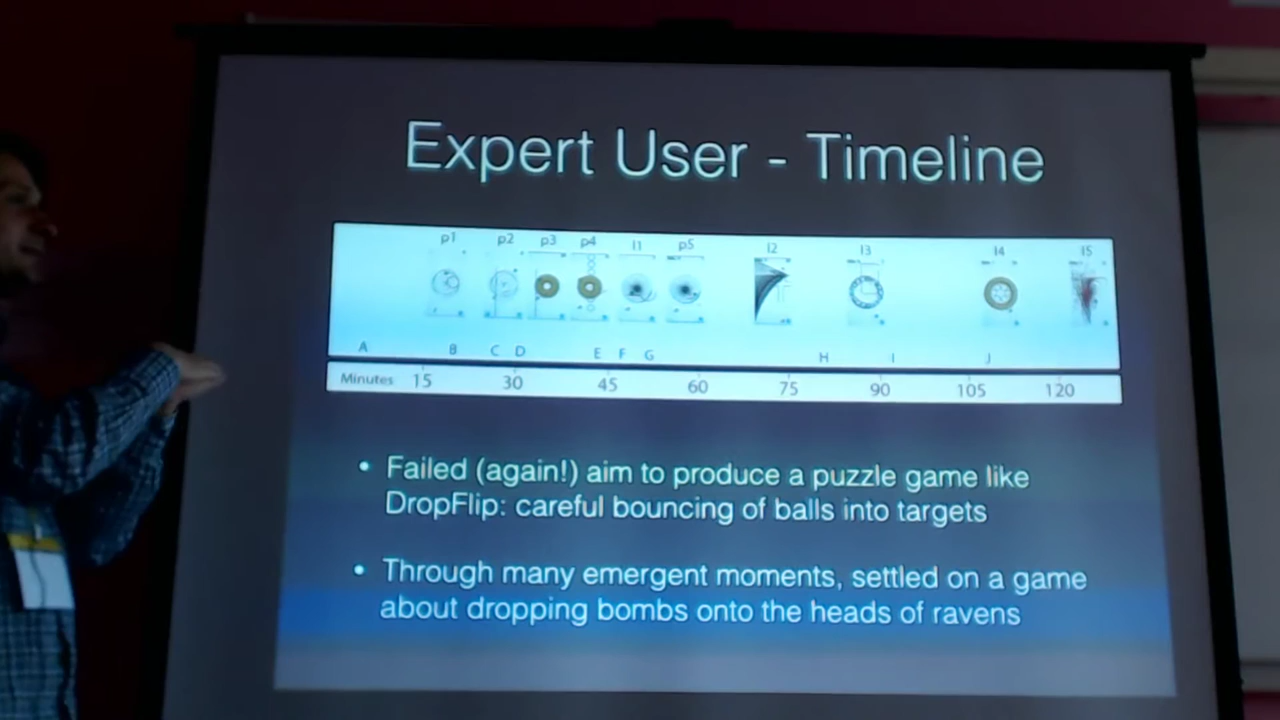 Expert User - Timeline
p1 p2 p3 p4 I1 p5 I2 I3 I4 I5
A B C D E F G H I J
Minutes 15 30 45 60 75 90 105 120
• Failed (again!) aim to produce a puzzle game like
DropFlip: careful bouncing of balls into targets
• Through many emergent moments, settled on a game
about dropping bombs onto the heads of ravens